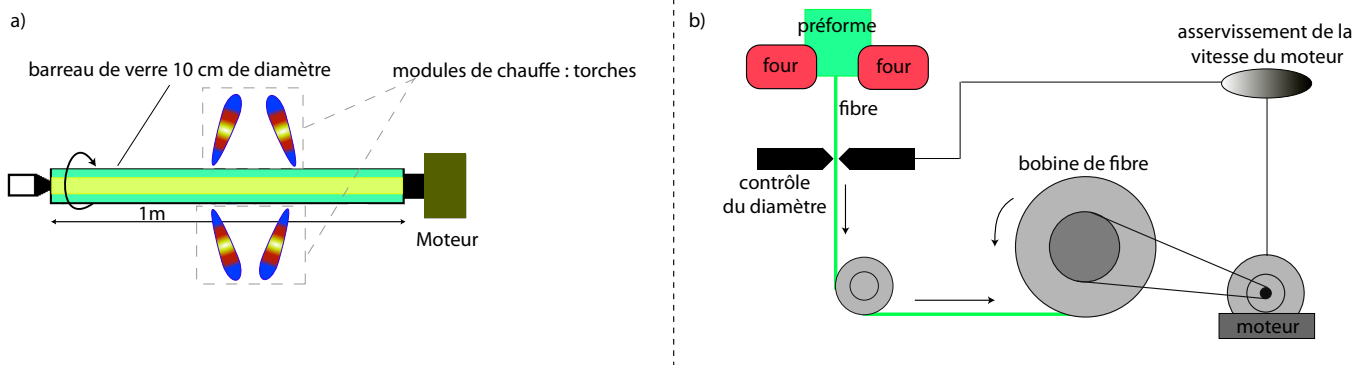 a)
barreau de verre 10 cm de diamètre
modules de chauffe : torches
1m
Moteur
b)
préforme
four
four
fibre
contrôle
du diamètre
bobine de fibre
asservissement de la
vitesse du moteur
moteur